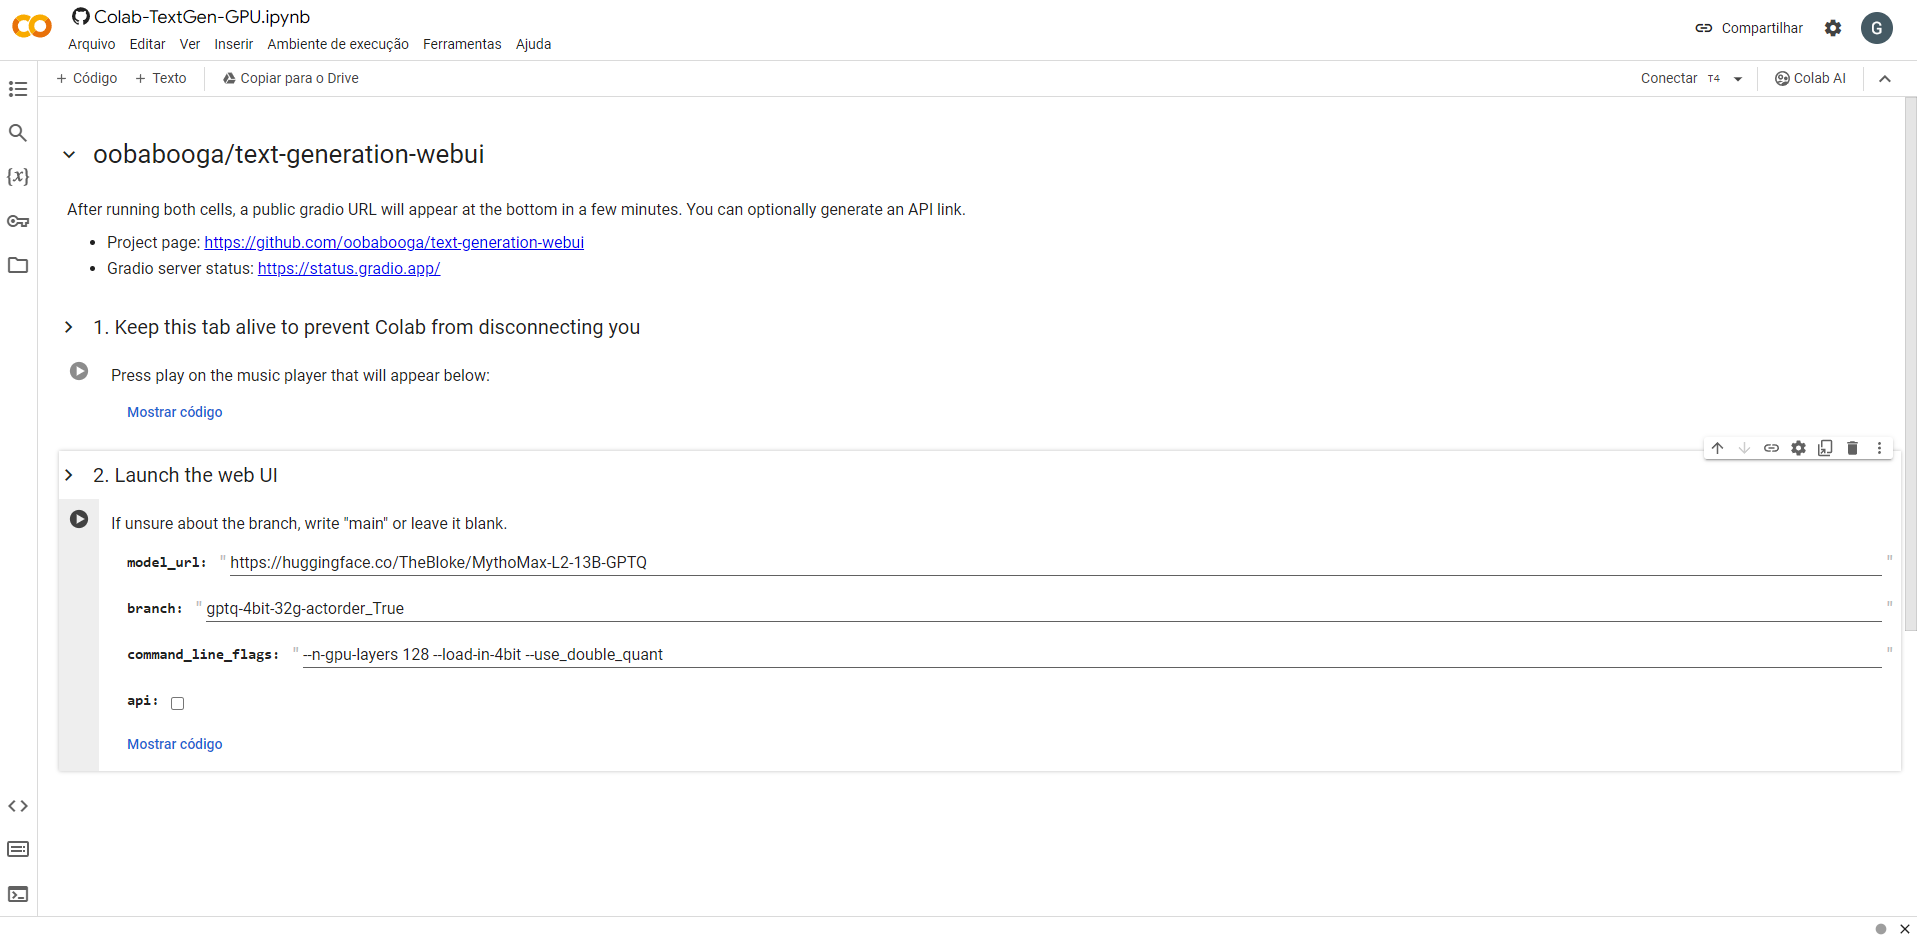 Colab-TextGen-GPU.ipynb
Arquivo Editar Ver Inserir Ambiente de execução Ferramentas Ajuda
Compartilhar
G
+ Código + Texto Copiar para o Drive
Conectar T4
Colab AI
{x}
oobabooga/text-generation-webui
After running both cells, a public gradio URL will appear at the bottom in a few minutes. You can optionally generate an API link.
• Project page: https://github.com/oobabooga/text-generation-webui
• Gradio server status: https://status.gradio.app/
1. Keep this tab alive to prevent Colab from disconnecting you
Press play on the music player that will appear below:
Mostrar código
2. Launch the web UI
If unsure about the branch, write "main" or leave it blank.
model_url: "https://huggingface.co/TheBloke/MythoMax-L2-13B-GPTQ"
branch: "gptq-4bit-32g-actorder_True"
command_line_flags: "--n-gpu-layers 128 --load-in-4bit --use_double_quant"
api:
Mostrar código